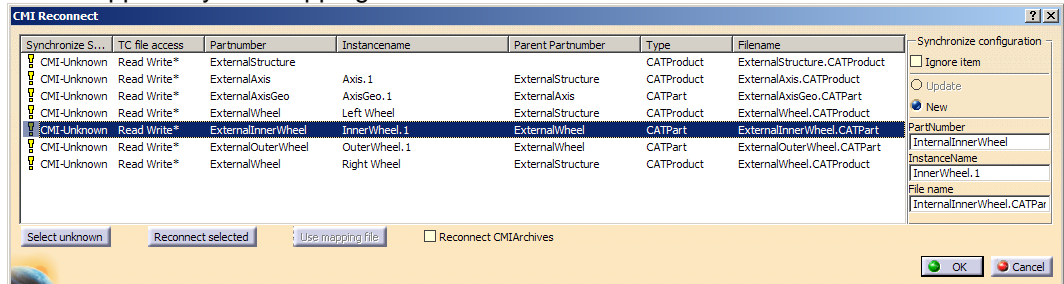 CMI Reconnect
Synchronize S... TC file access Partnumber Instancename Parent Partnumber Type Filename
CMI-Unknown Read Write* ExternalStructure CATProduct ExternalStructure.CATProduct
CMI-Unknown Read Write* ExternalAxis Axis.1 ExternalStructure CATProduct ExternalAxis.CATProduct
CMI-Unknown Read Write* ExternalAxisGeo AxisGeo.1 ExternalAxis CATPart ExternalAxisGeo.CATPart
CMI-Unknown Read Write* ExternalWheel Left Wheel ExternalStructure CATProduct ExternalWheel.CATProduct
CMI-Unknown Read Write* ExternalInnerWheel InnerWheel.1 ExternalWheel CATPart ExternalInnerWheel.CATPart
CMI-Unknown Read Write* ExternalOuterWheel OuterWheel.1 ExternalWheel CATPart ExternalOuterWheel.CATPart
CMI-Unknown Read Write* ExternalWheel Right Wheel ExternalStructure CATProduct ExternalWheel.CATProduct
Synchronize configuration
Ignore item
Update
New
PartNumber
InternalInnerWheel
InstanceName
InnerWheel.1
File name
InternalInnerWheel.CATPar
Select unknown Reconnect selected Use mapping file Reconnect CMIArchives
OK Cancel